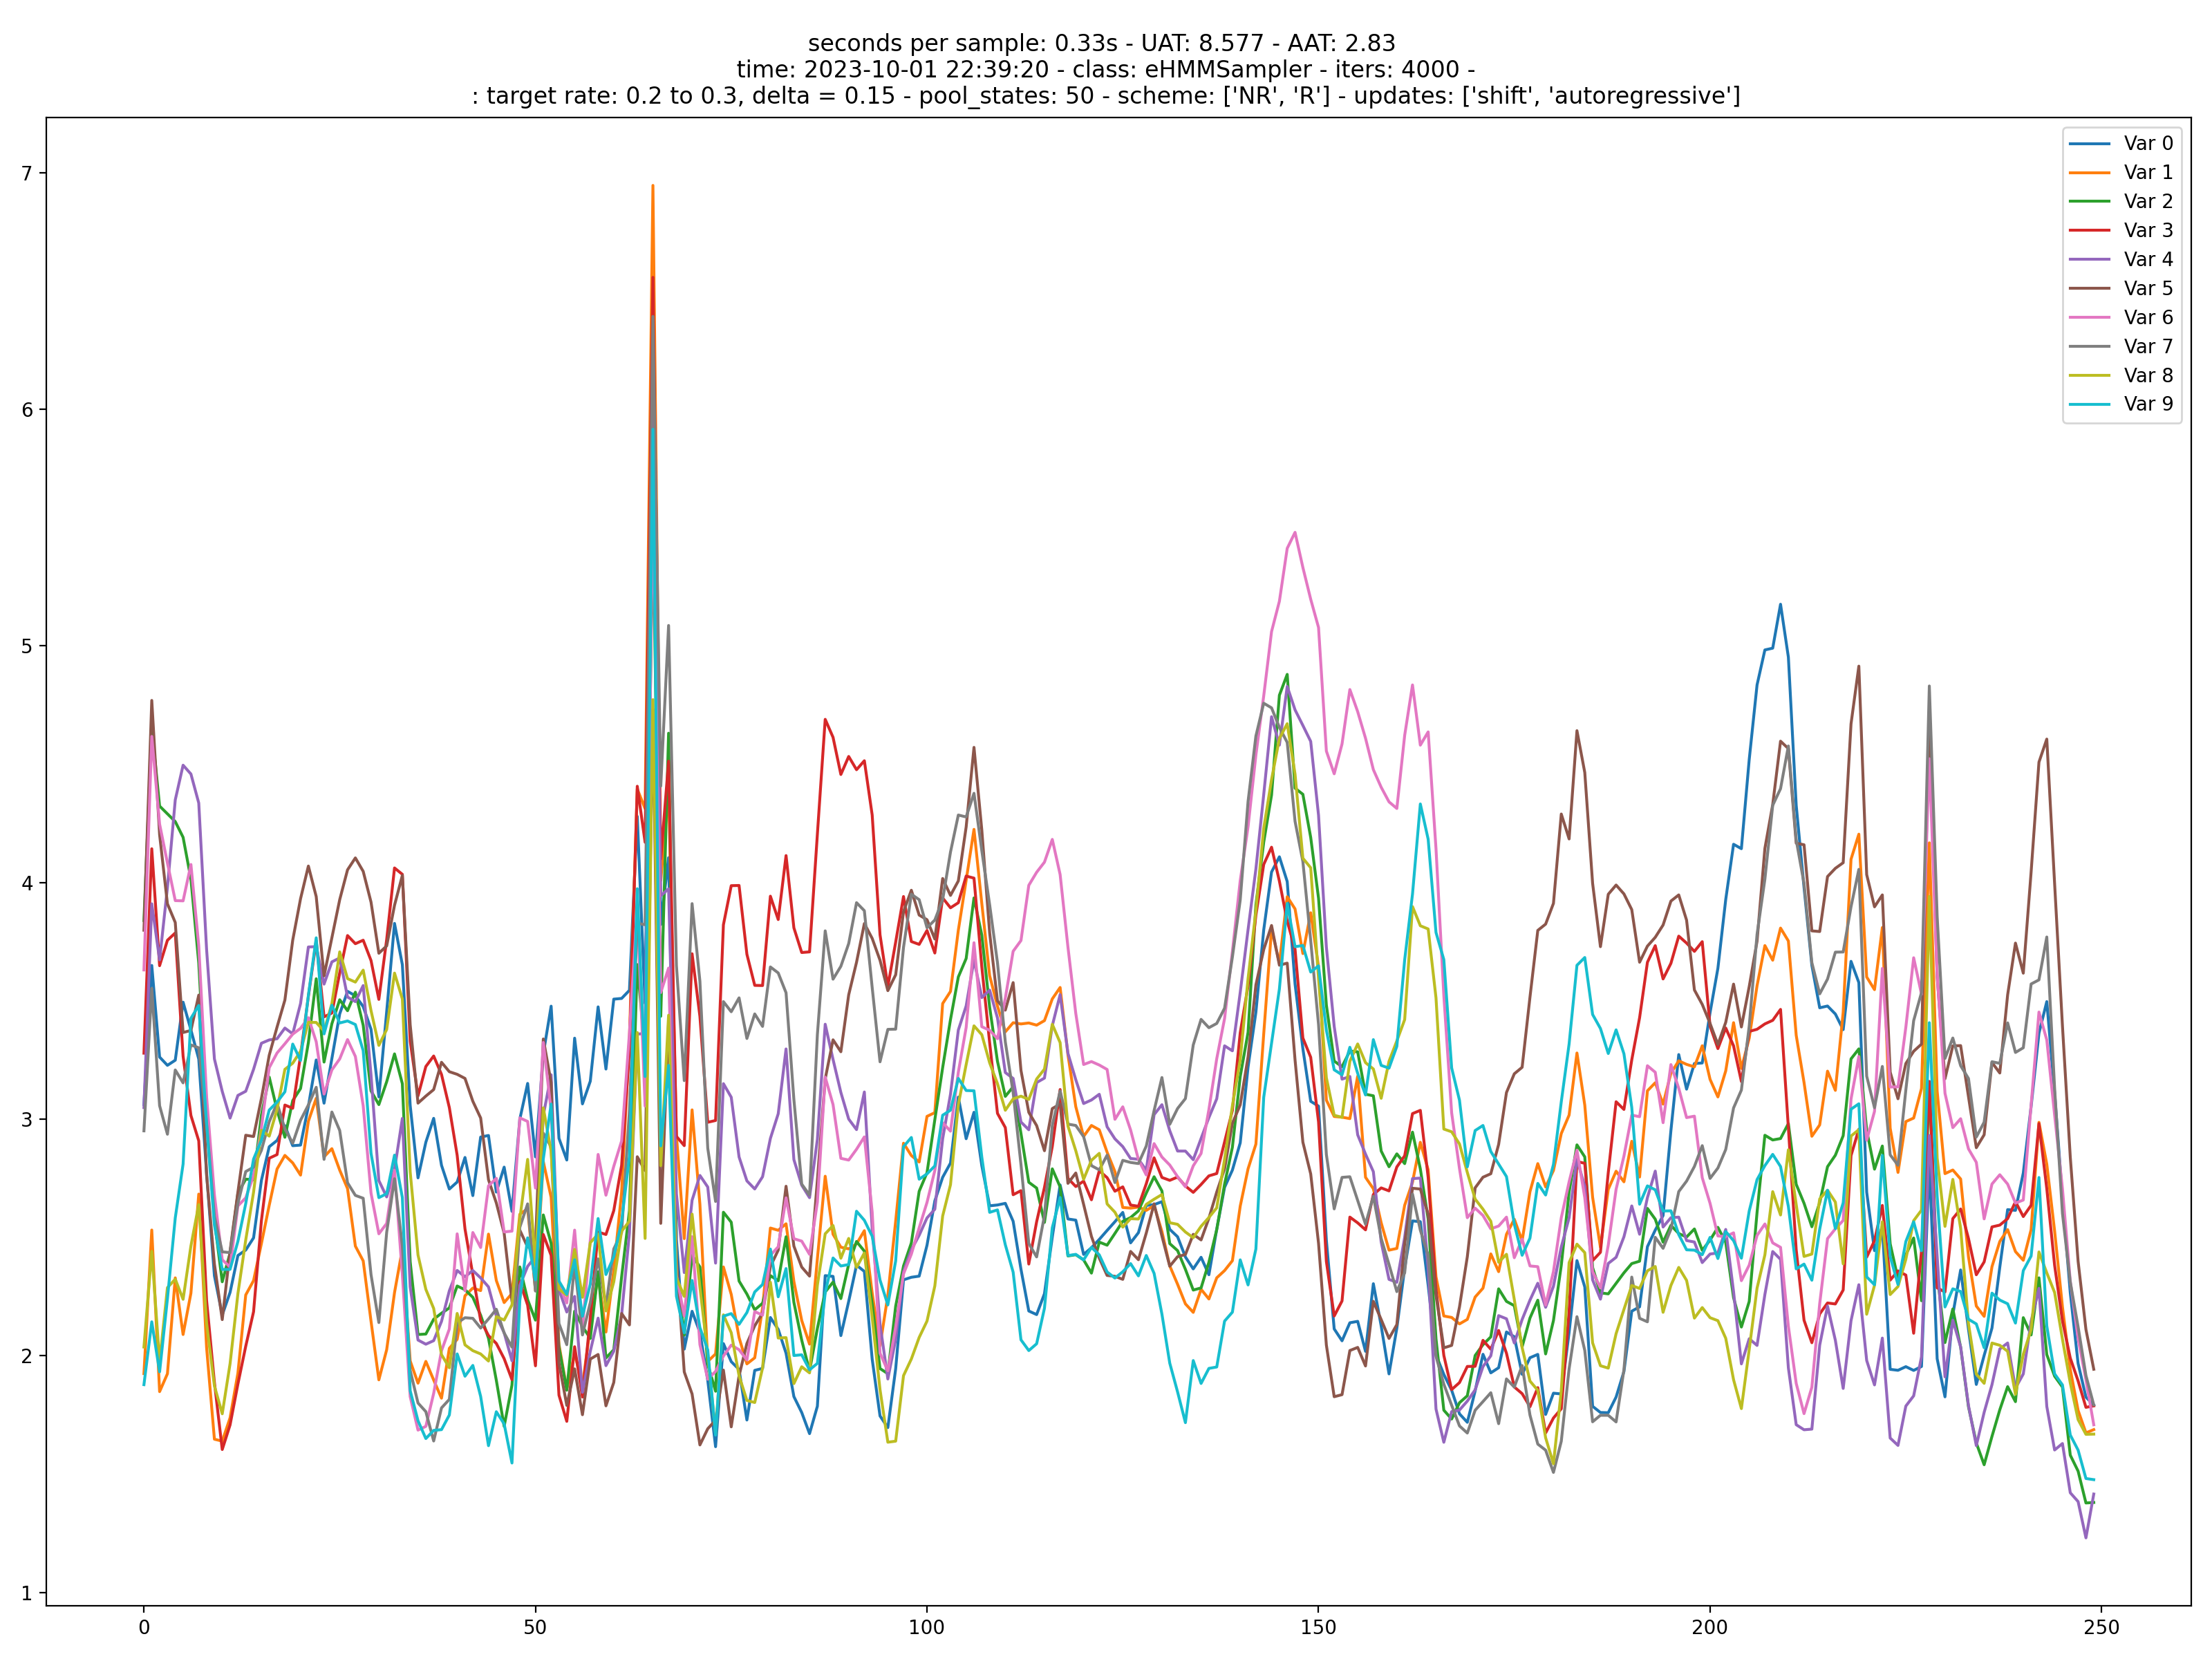 seconds per sample: 0.33s - UAT: 8.577 - AAT: 2.83
time: 2023-10-01 22:39:20 - class: eHMMSampler - iters: 4000 -
: target rate: 0.2 to 0.3, delta = 0.15 - pool_states: 50 - scheme: ['NR', 'R'] - updates: ['shift', 'autoregressive']
7
6
5
4
3
2
1
0
50
100
150
200
250
Var 0
Var 1
Var 2
Var 3
Var 4
Var 5
Var 6
Var 7
Var 8
Var 9